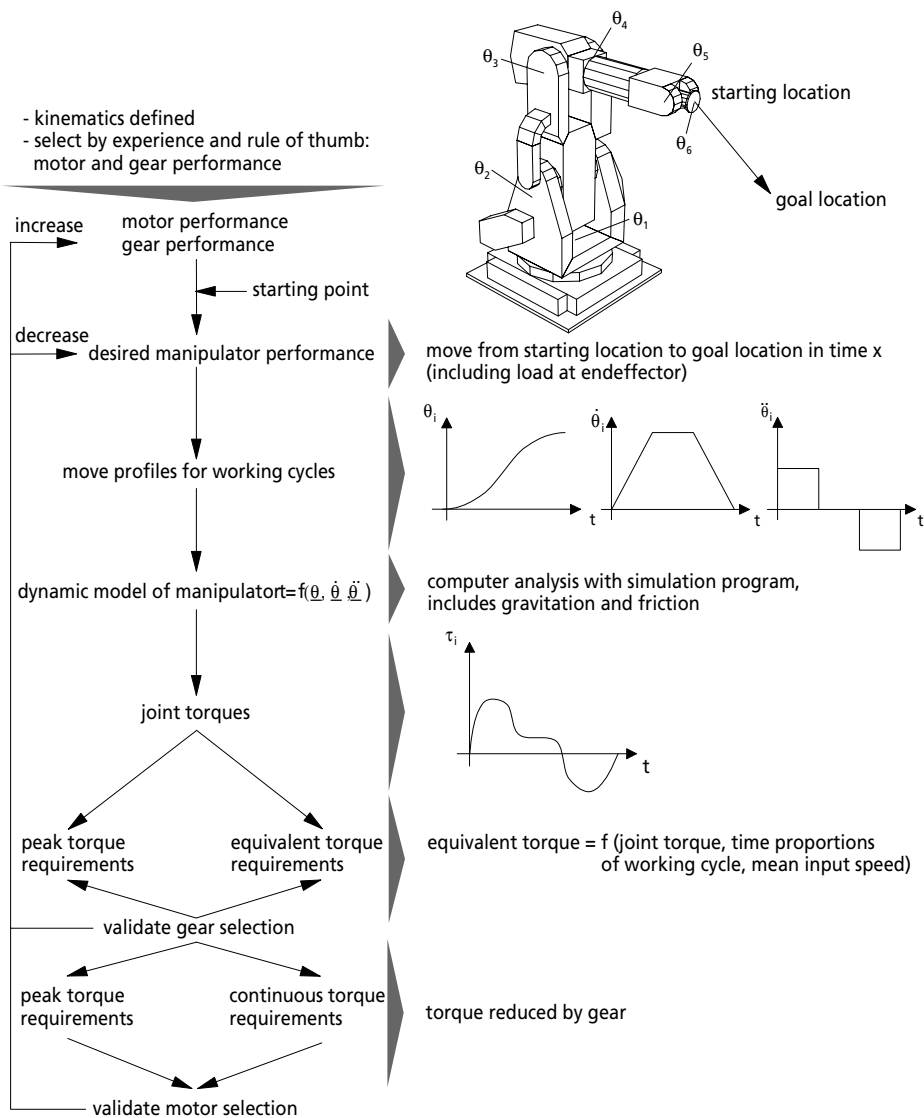 θ4
θ3
θ5
starting location
- kinematics defined
- select by experience and rule of thumb:
motor and gear performance
θ6
θ2
goal location
increase
motor performance
gear performance
θ1
starting point
decrease
desired manipulator performance
move from starting location to goal location in time x
(including load at endeffector)
θi
θ̇i
θ̈i
move profiles for working cycles
t
t
t
dynamic model of manipulatort=f(θ, θ̇ ,θ̈ )
computer analysis with simulation program,
includes gravitation and friction
τi
joint torques
t
peak torque
requirements
equivalent torque
requirements
equivalent torque = f (joint torque, time proportions
of working cycle, mean input speed)
validate gear selection
peak torque
requirements
continuous torque
requirements
torque reduced by gear
validate motor selection